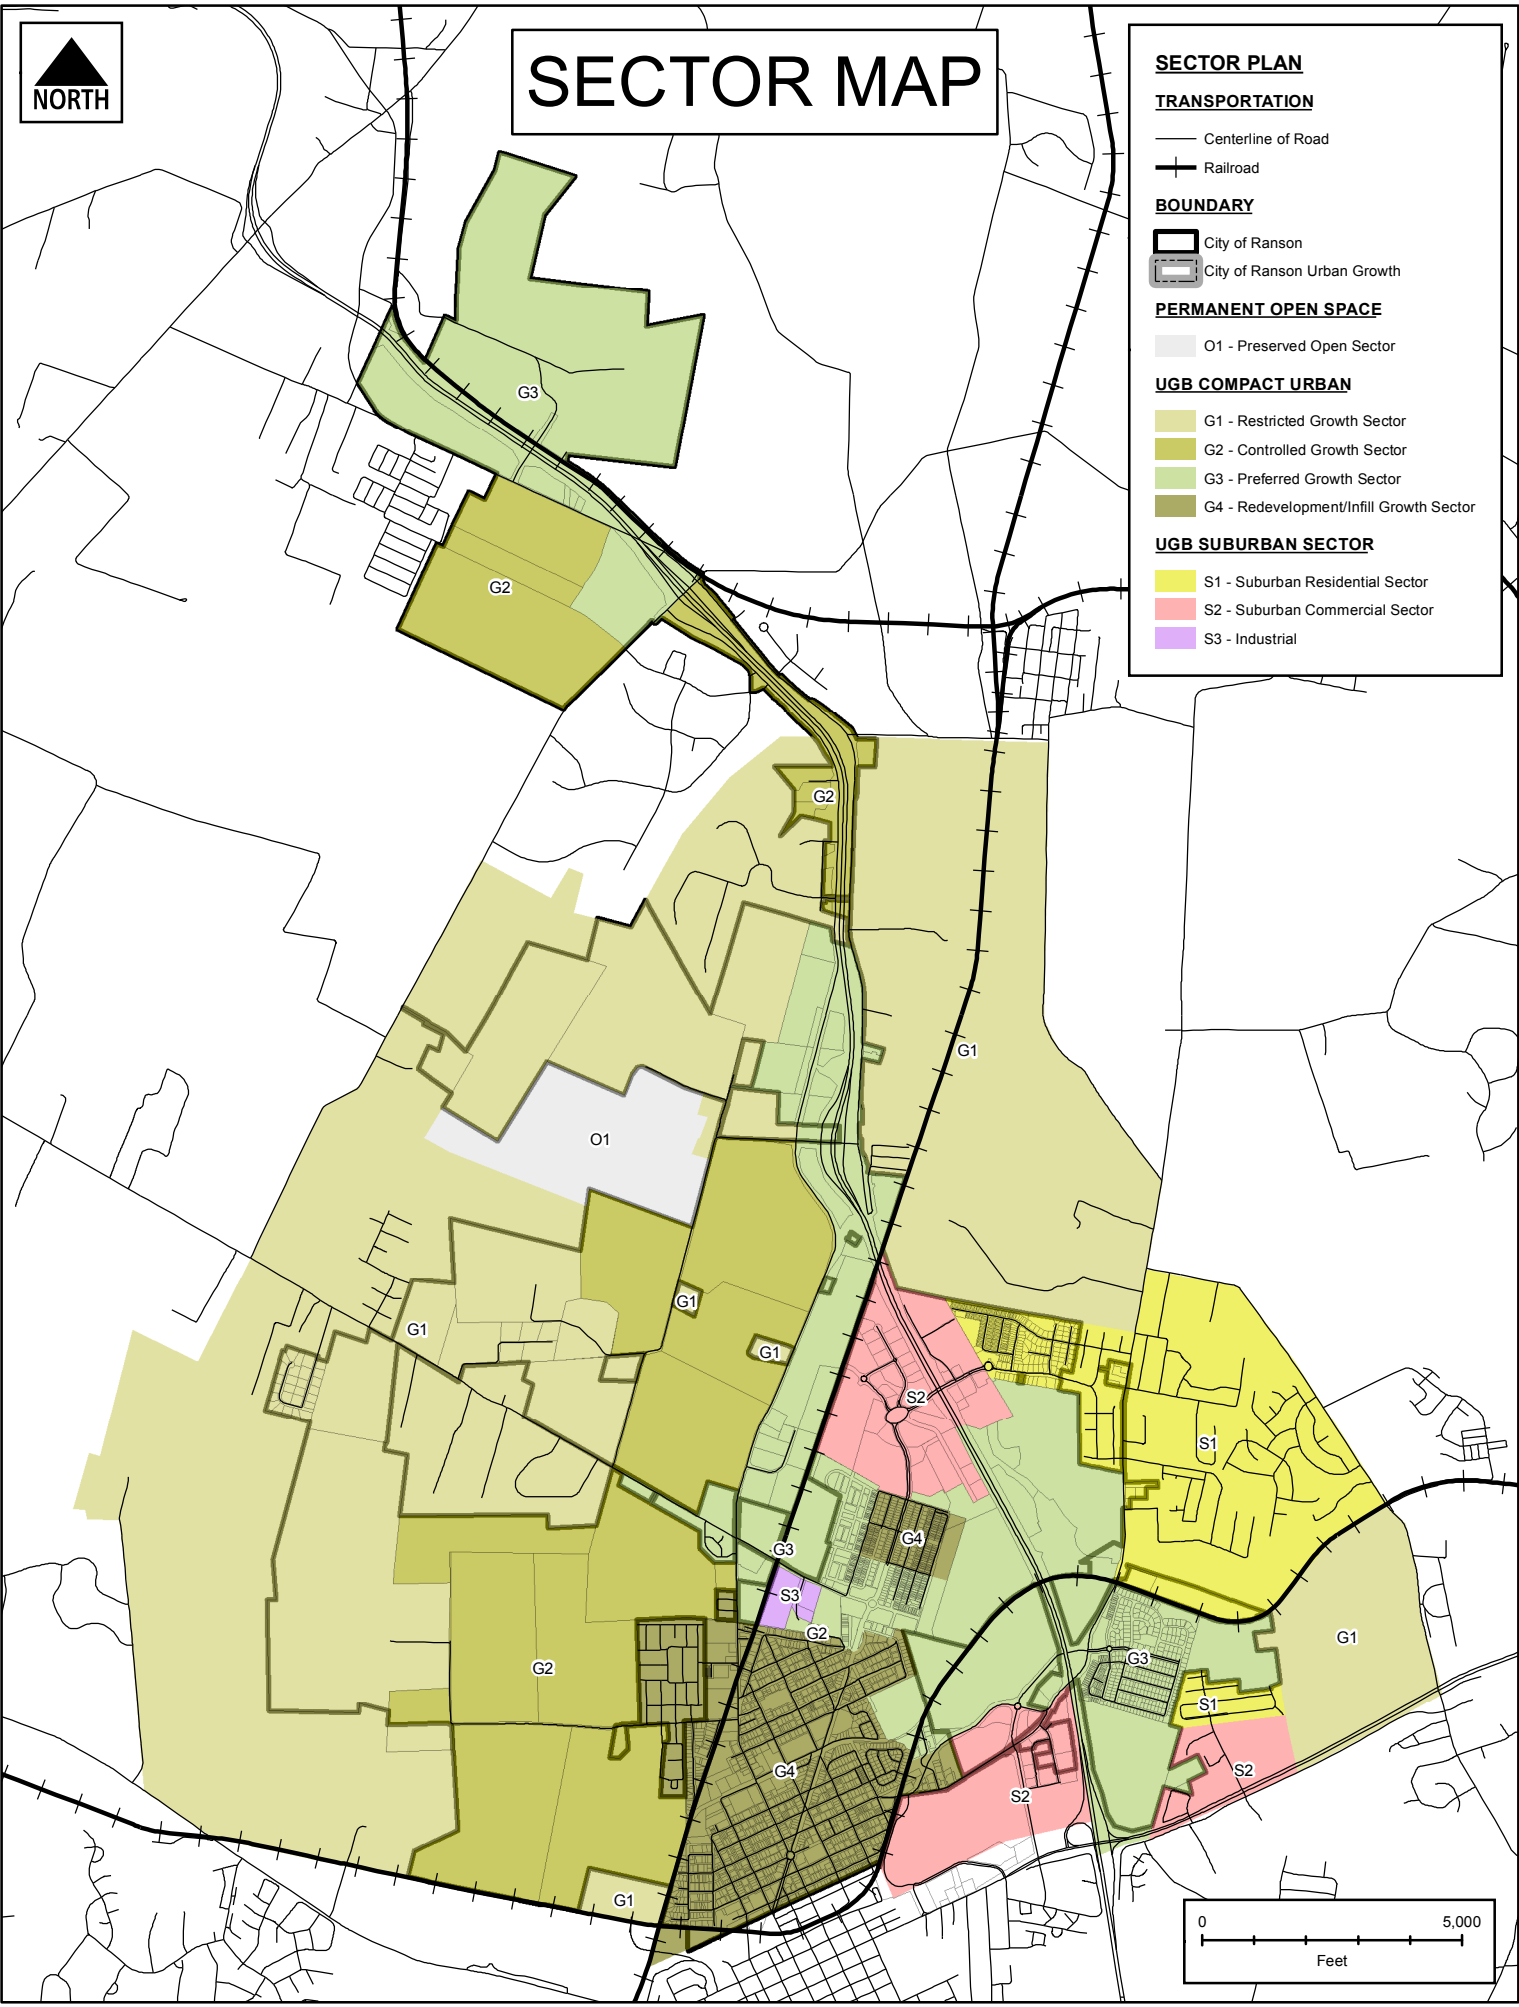 NORTH
SECTOR MAP
SECTOR PLAN
TRANSPORTATION
Centerline of Road
Railroad
BOUNDARY
City of Ranson
City of Ranson Urban Growth
PERMANENT OPEN SPACE
O1 - Preserved Open Sector
UGB COMPACT URBAN
G1 - Restricted Growth Sector
G2 - Controlled Growth Sector
G3 - Preferred Growth Sector
G4 - Redevelopment/Infill Growth Sector
UGB SUBURBAN SECTOR
S1 - Suburban Residential Sector
S2 - Suburban Commercial Sector
S3 - Industrial
G3
G2
G2
G1
O1
G1
G1
G1
S2
S1
G4
G3
S3
G2
G1
G3
G2
S1
G4
S2
S2
G1
0 5,000
Feet